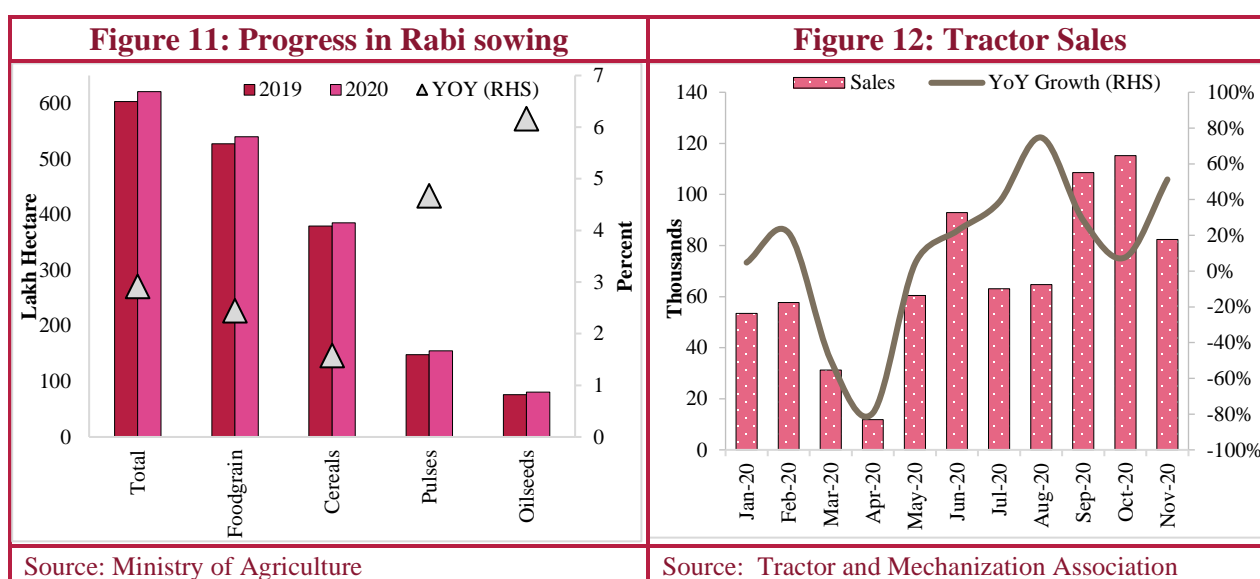 Figure 11: Progress in Rabi sowing
2019 2020 YOY (RHS)
Lakh Hectare
600
500
400
300
200
100
0
7
6
5
4
3
2
1
0
Percent
Total
Foodgrain
Cereals
Pulses
Oilseeds
Source: Ministry of Agriculture
Figure 12: Tractor Sales
Sales YoY Growth (RHS)
Thousands
140
120
100
80
60
40
20
0
100%
80%
60%
40%
20%
0%
-20%
-40%
-60%
-80%
-100%
Jan-20
Feb-20
Mar-20
Apr-20
May-20
Jun-20
Jul-20
Aug-20
Sep-20
Oct-20
Nov-20
Source: Tractor and Mechanization Association